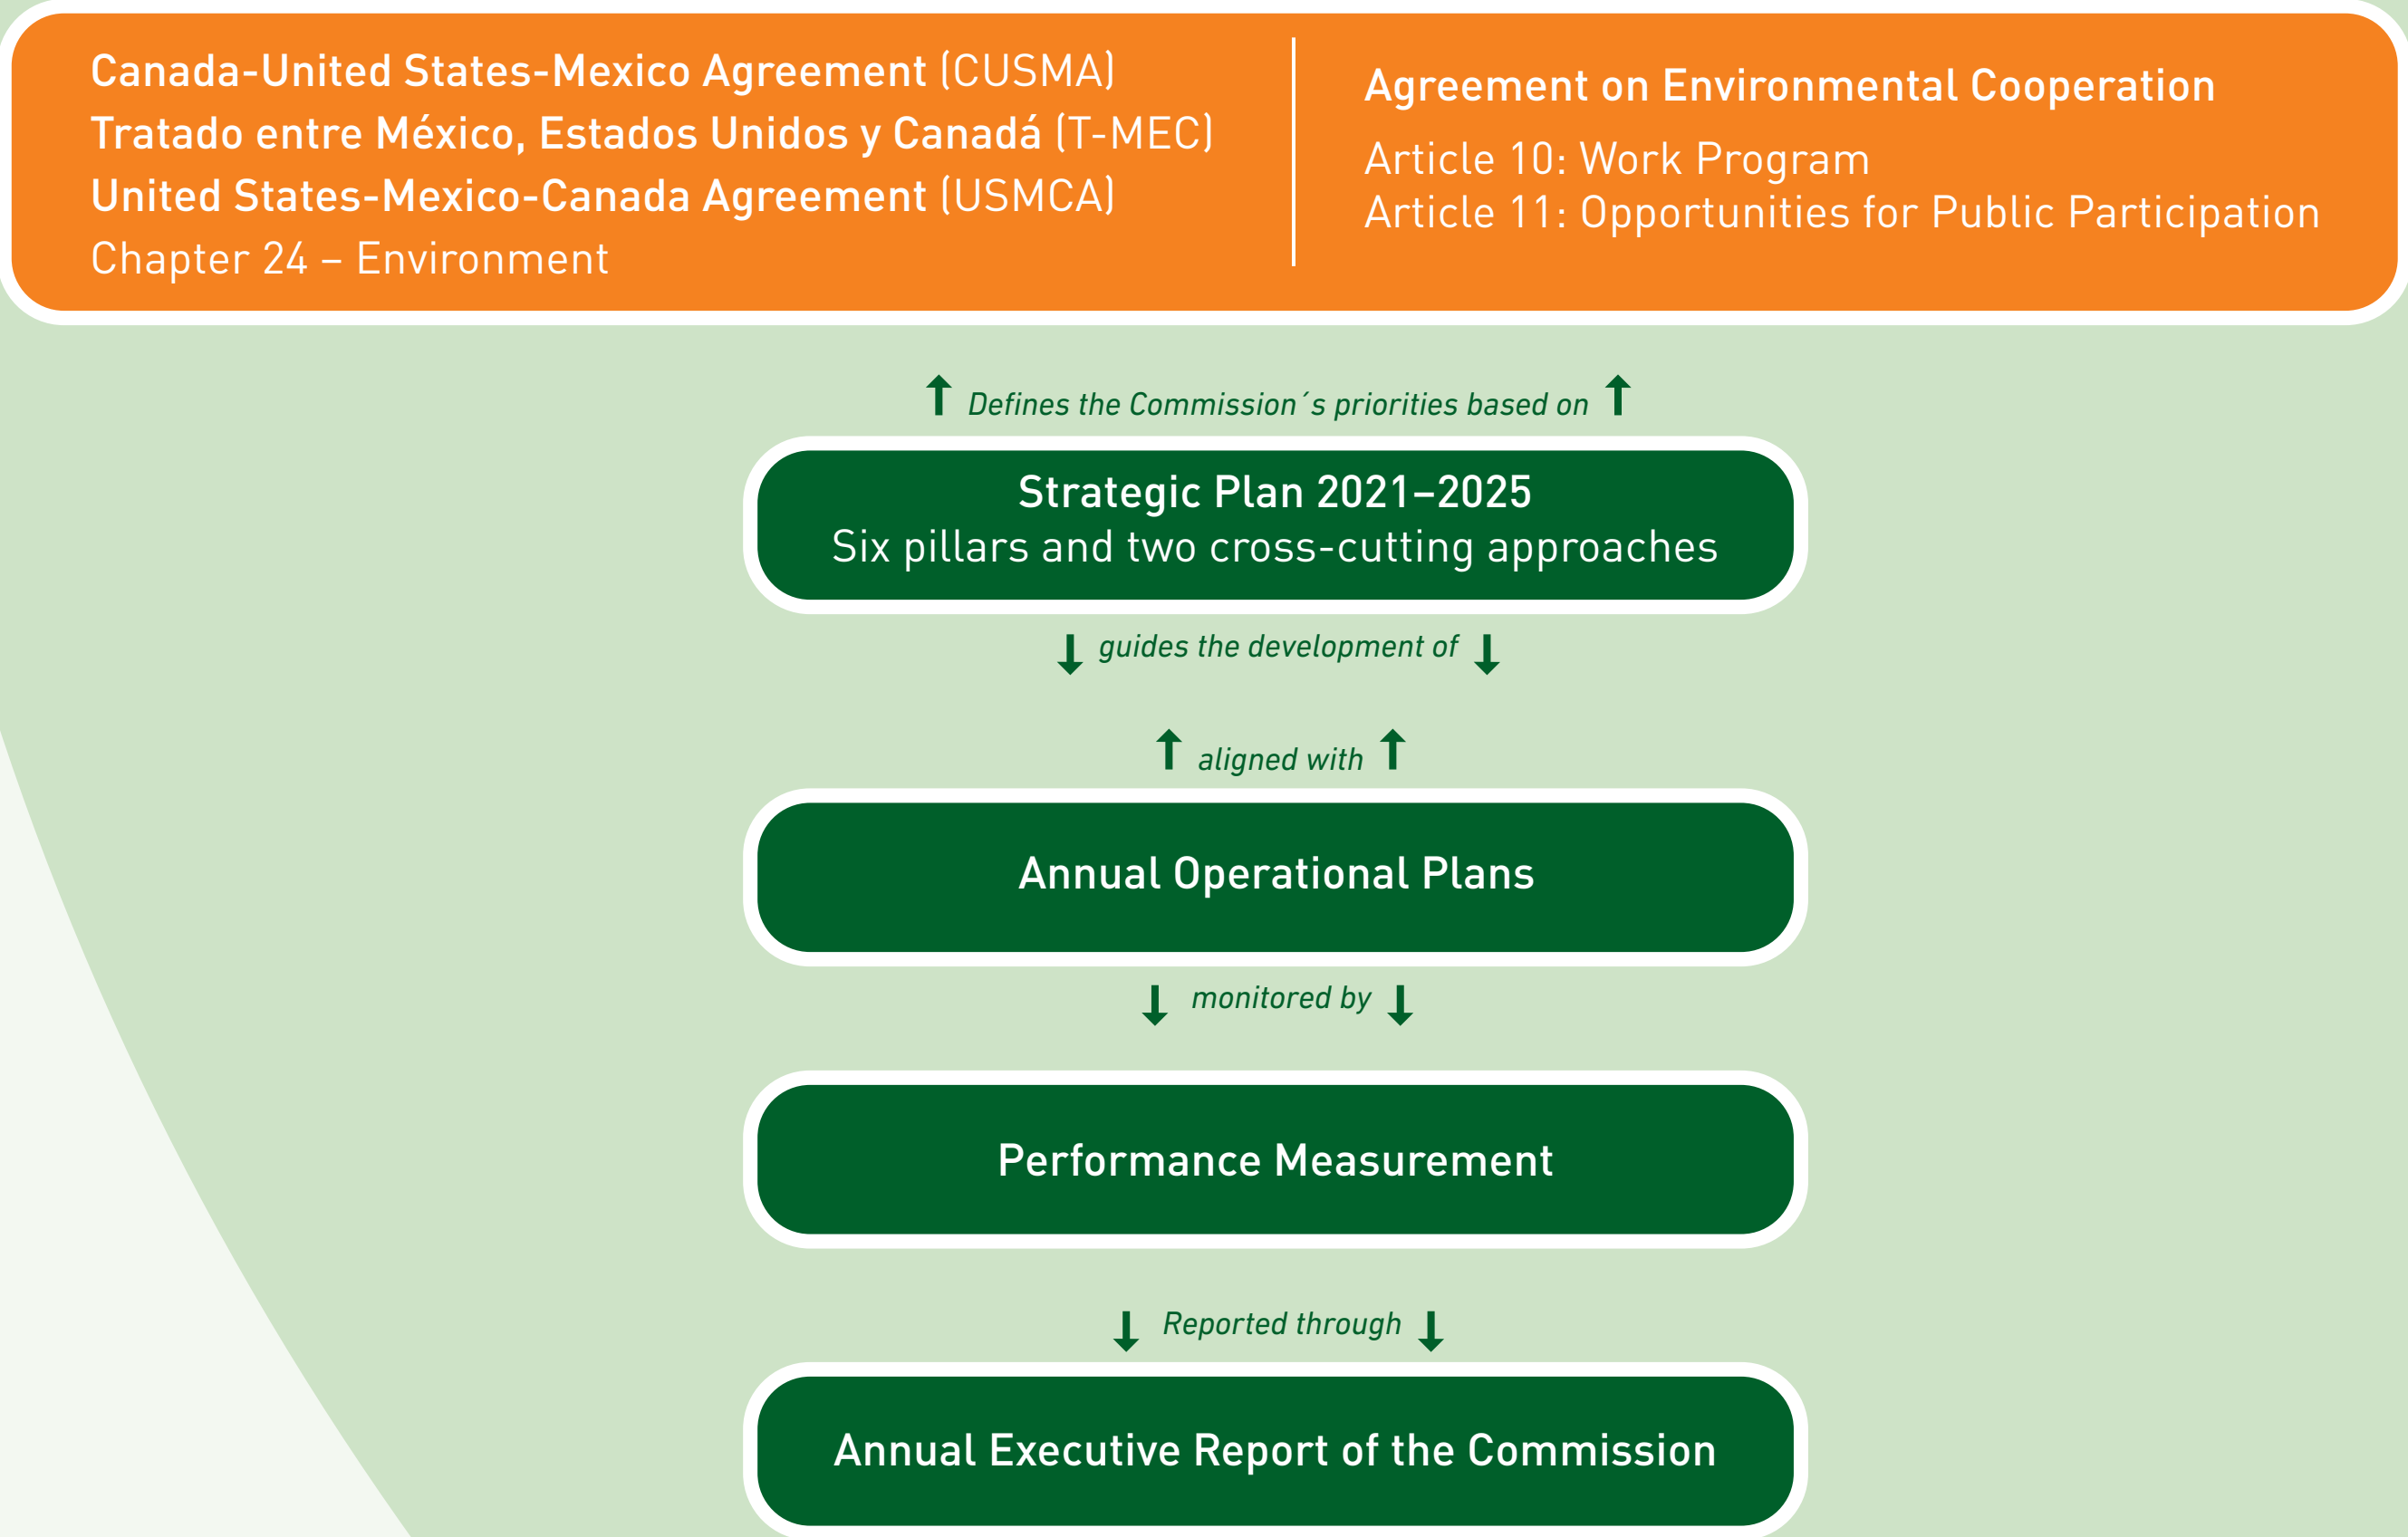 Canada-United States-Mexico Agreement (CUSMA)
Tratado entre México, Estados Unidos y Canadá (T-MEC)
United States-Mexico-Canada Agreement (USMCA)
Chapter 24 – Environment
Agreement on Environmental Cooperation
Article 10: Work Program
Article 11: Opportunities for Public Participation
Defines the Commission´s priorities based on
Strategic Plan 2021–2025
Six pillars and two cross-cutting approaches
guides the development of
aligned with
Annual Operational Plans
monitored by
Performance Measurement
Reported through
Annual Executive Report of the Commission